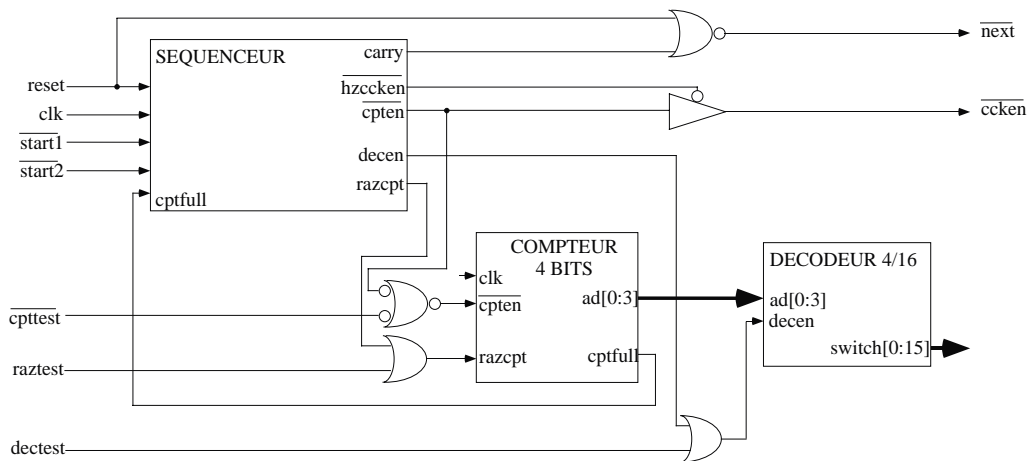 SEQUENCEUR
carry
next
reset
hzccken
clk
cpten
ccken
start1
start2
decen
razcpt
cptfull
COMPTEUR
4 BITS
clk
cpten
ad[0:3]
razcpt
cptfull
DECODEUR 4/16
ad[0:3]
decen
switch[0:15]
cpttest
raztest
dectest